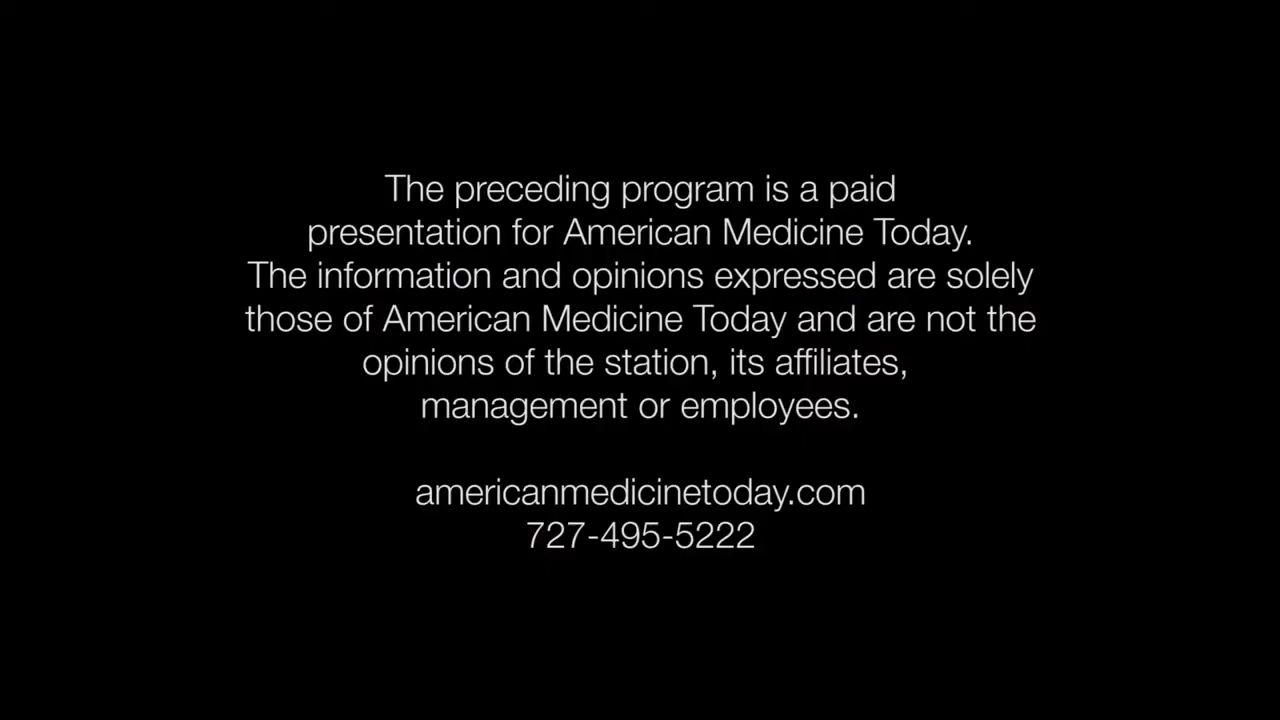 The preceding program is a paid
presentation for American Medicine Today.
The information and opinions expressed are solely
those of American Medicine Today and are not the
opinions of the station, its affiliates,
management or employees.
americanmedicinetoday.com
727-495-5222